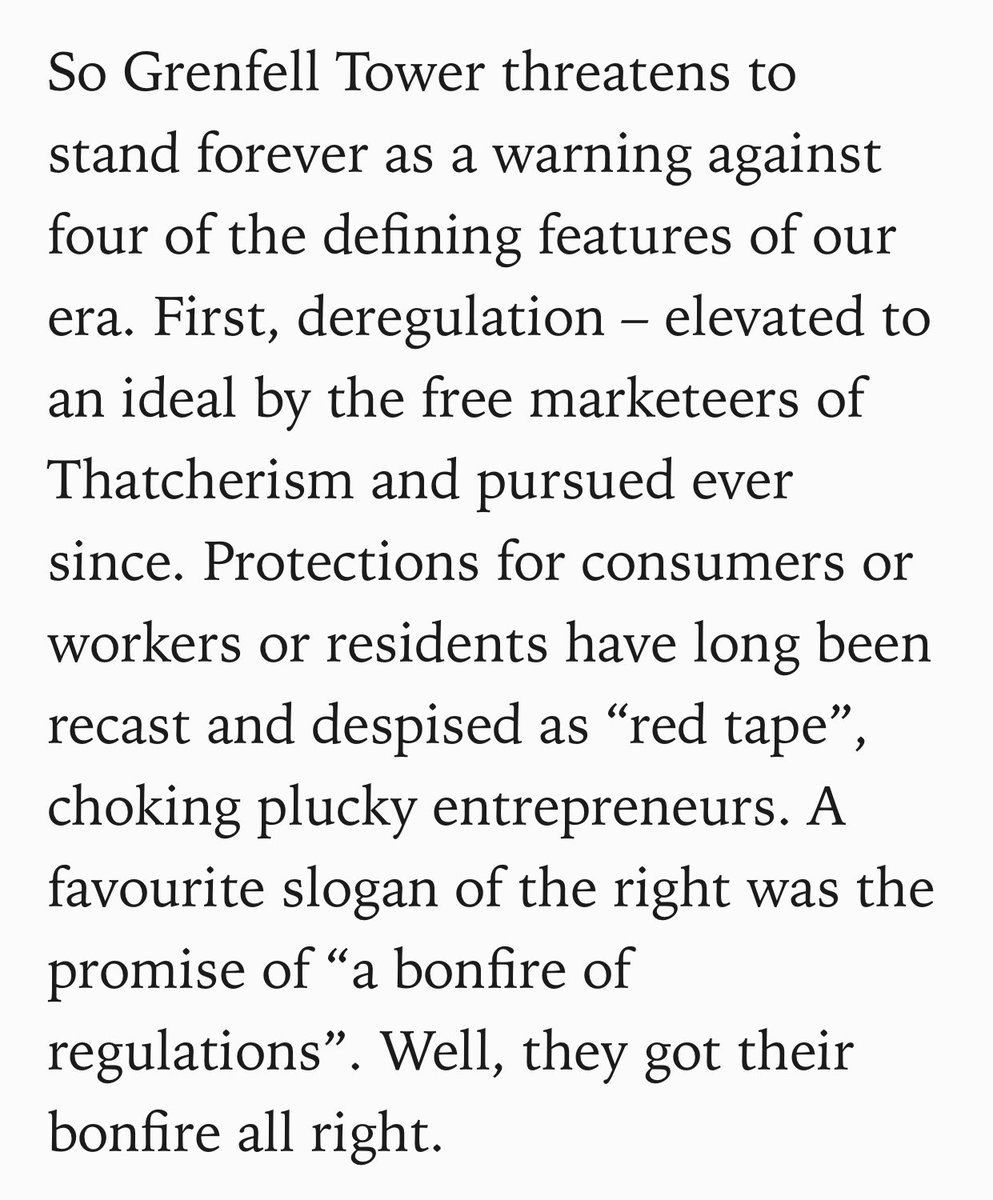 So Grenfell Tower threatens to
stand forever as a warning against
four of the defining features of our
era. First, deregulation – elevated to
an ideal by the free marketeers of
Thatcherism and pursued ever
since. Protections for consumers or
workers or residents have long been
recast and despised as “red tape”,
choking plucky entrepreneurs. A
favourite slogan of the right was the
promise of “a bonfire of
regulations”. Well, they got their
bonfire all right.